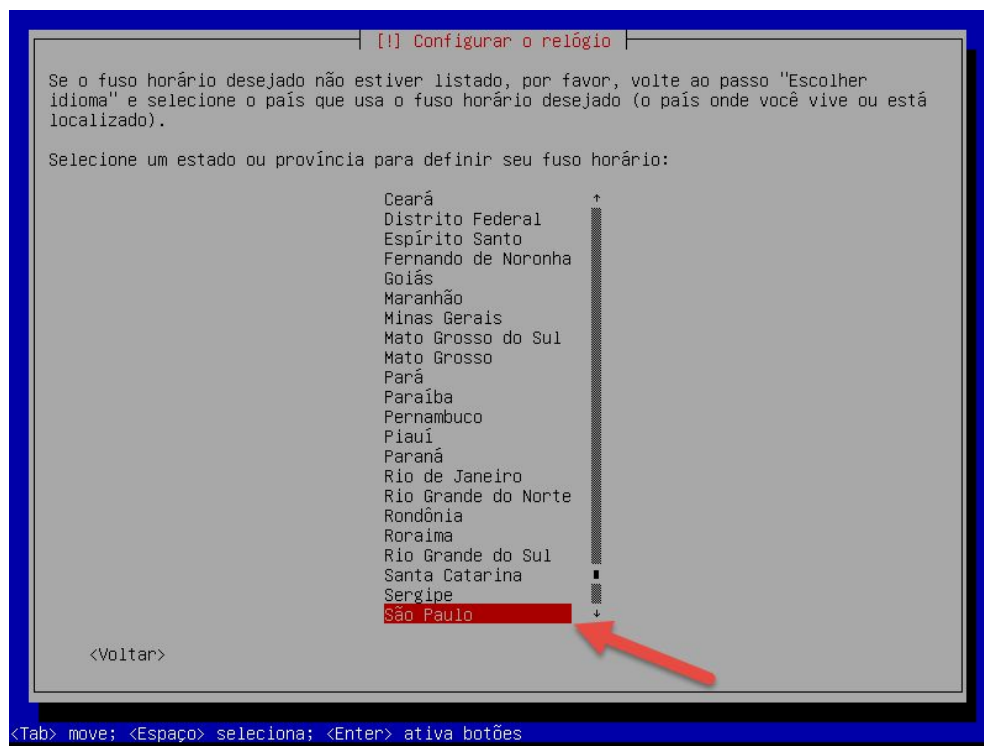 [!] Configurar o relógio
Se o fuso horário desejado não estiver listado, por favor, volte ao passo "Escolher
idioma" e selecione o país que usa o fuso horário desejado (o país onde você vive ou está
localizado).
Selecione um estado ou província para definir seu fuso horário:
Ceará
Distrito Federal
Espírito Santo
Fernando de Noronha
Goiás
Maranhão
Minas Gerais
Mato Grosso do Sul
Mato Grosso
Pará
Paraíba
Pernambuco
Piauí
Paraná
Rio de Janeiro
Rio Grande do Norte
Rondônia
Roraima
Rio Grande do Sul
Santa Catarina
Sergipe
São Paulo
<Voltar>
<Tab> move; <Espaço> seleciona; <Enter> ativa botões